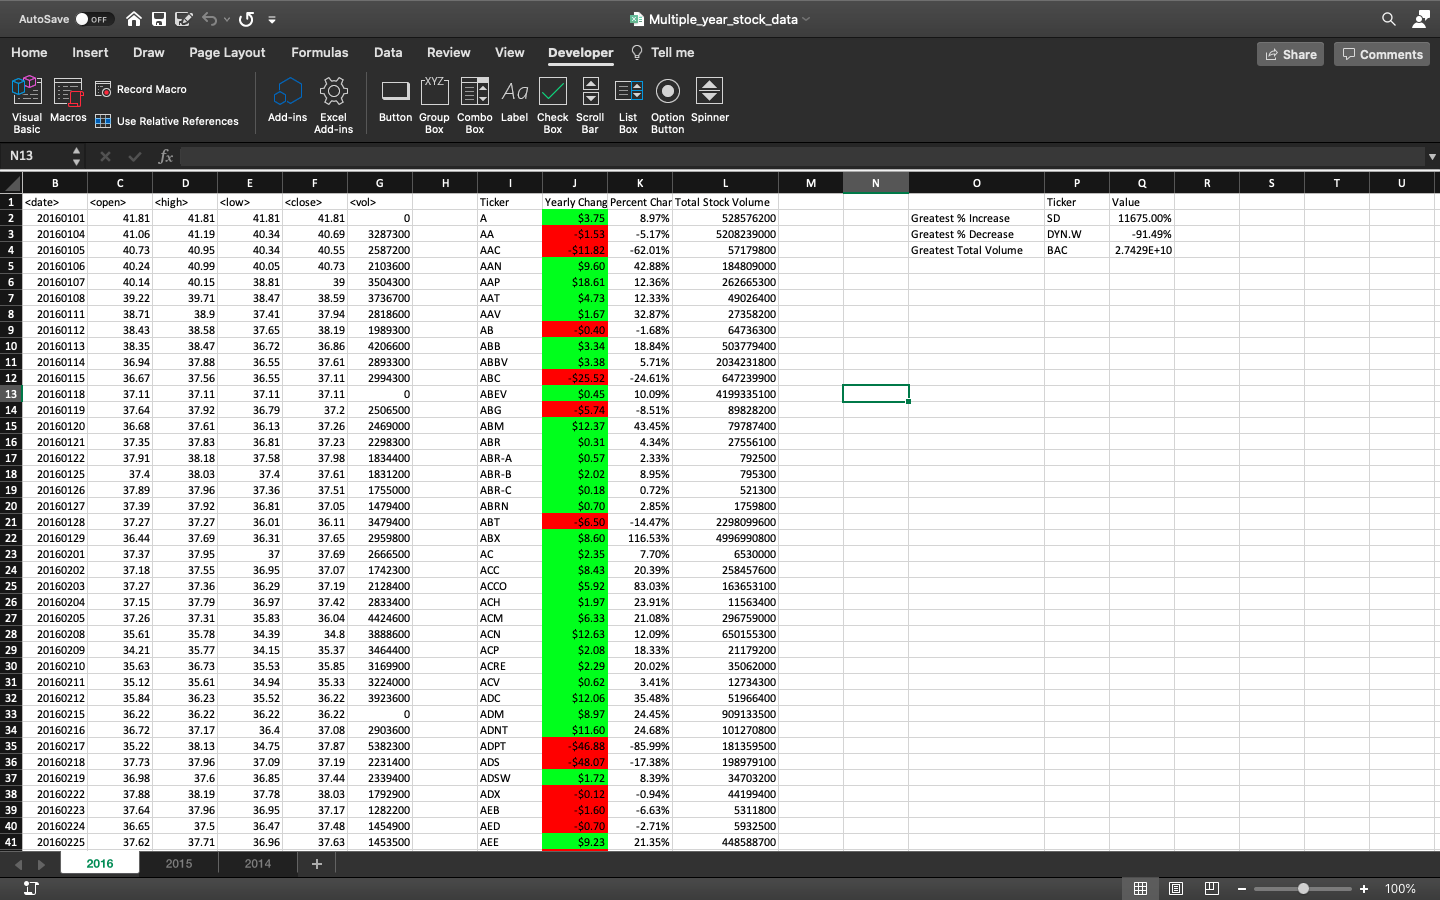 AutoSave OFF Multiple_year_stock_data
Home Insert Draw Page Layout Formulas Data Review View Developer Tell me Share Comments
Visual Basic Macros Record Macro Use Relative References Add-ins Excel Add-ins Button Group Box Combo Box Label Check Box Scroll Bar List Box Option Button Spinner
XYZ Aa
N13 fx
B C D E F G H I J K L M N O P Q R S T U
1 <date> <open> <high> <low> <close> <vol> Ticker Yearly Chang Percent Char Total Stock Volume Ticker Value
2 20160101 41.81 41.81 41.81 41.81 0 A $3.75 8.97% 528576200 Greatest % Increase SD 11675.00%
3 20160104 41.06 41.19 40.34 40.69 3287300 AA -$1.53 -5.17% 5208239000 Greatest % Decrease DYN.W -91.49%
4 20160105 40.73 40.95 40.34 40.55 2587200 AAC -$11.82 -62.01% 57179800 Greatest Total Volume BAC 2.7429E+10
5 20160106 40.24 40.99 40.05 40.73 2103600 AAN $9.60 42.88% 184809000
6 20160107 40.14 40.15 38.81 39 3504300 AAP $18.61 12.36% 262665300
7 20160108 39.22 39.71 38.47 38.59 3736700 AAT $4.73 12.33% 49026400
8 20160111 38.71 38.9 37.41 37.94 2818600 AAV $1.67 32.87% 27358200
9 20160112 38.43 38.58 37.65 38.19 1989300 AB -$0.40 -1.68% 64736300
10 20160113 38.35 38.47 36.72 36.86 4206600 ABB $3.34 18.84% 503779400
11 20160114 36.94 37.88 36.55 37.61 2893300 ABBV $3.38 5.71% 2034231800
12 20160115 36.67 37.56 36.55 37.11 2994300 ABC -$25.52 -24.61% 647239900
13 20160118 37.11 37.11 37.11 37.11 0 ABEV $0.45 10.09% 4199335100
14 20160119 37.64 37.92 36.79 37.2 2506500 ABG -$5.74 -8.51% 89828200
15 20160120 36.68 37.61 36.13 37.26 2469000 ABM $12.37 43.45% 79787400
16 20160121 37.35 37.83 36.81 37.23 2298300 ABR $0.31 4.34% 27556100
17 20160122 37.91 38.18 37.58 37.98 1834400 ABR-A $0.57 2.33% 792500
18 20160125 37.4 38.03 37.4 37.61 1831200 ABR-B $2.02 8.95% 795300
19 20160126 37.89 37.96 37.36 37.51 1755000 ABR-C $0.18 0.72% 521300
20 20160127 37.39 37.92 36.81 37.05 1479400 ABRN $0.70 2.85% 1759800
21 20160128 37.27 37.27 36.01 36.11 3479400 ABT -$6.50 -14.47% 2298099600
22 20160129 36.44 37.69 36.31 37.65 2959800 ABX $8.60 116.53% 4996990800
23 20160201 37.37 37.95 37 37.69 2666500 AC $2.35 7.70% 6530000
24 20160202 37.18 37.55 36.95 37.07 1742300 ACC $8.43 20.39% 258457600
25 20160203 37.27 37.36 36.29 37.19 2128400 ACCO $5.92 83.03% 163653100
26 20160204 37.15 37.79 36.97 37.42 2833400 ACH $1.97 23.91% 11563400
27 20160205 37.26 37.31 35.83 36.04 4424600 ACM $6.33 21.08% 296759000
28 20160208 35.61 35.78 34.39 34.8 3888600 ACN $12.63 12.09% 650155300
29 20160209 34.21 35.77 34.15 35.37 3464400 ACP $2.08 18.33% 21179200
30 20160210 35.63 36.73 35.53 35.85 3169900 ACRE $2.29 20.02% 35062000
31 20160211 35.12 35.61 34.94 35.33 3224000 ACV $0.62 3.41% 12734300
32 20160212 35.84 36.23 35.52 36.22 3923600 ADC $12.06 35.48% 51966400
33 20160215 36.22 36.22 36.22 36.22 0 ADM $8.97 24.45% 909133500
34 20160216 36.72 37.17 36.4 37.08 2903600 ADNT $11.60 24.68% 101270800
35 20160217 35.22 38.13 34.75 37.87 5382300 ADPT -$46.88 -85.99% 181359500
36 20160218 37.73 37.96 37.09 37.19 2231400 ADS -$48.07 -17.38% 198979100
37 20160219 36.98 37.6 36.85 37.44 2339400 ADSW $1.72 8.39% 34703200
38 20160222 37.88 38.19 37.78 38.03 1792900 ADX -$0.12 -0.94% 44199400
39 20160223 37.64 37.96 36.95 37.17 1282200 AEB -$1.60 -6.63% 5311800
40 20160224 36.65 37.5 36.47 37.48 1454900 AED -$0.70 -2.71% 5932500
41 20160225 37.62 37.71 36.96 37.63 1453500 AEE $9.23 21.35% 448588700
2016 2015 2014 +
100%